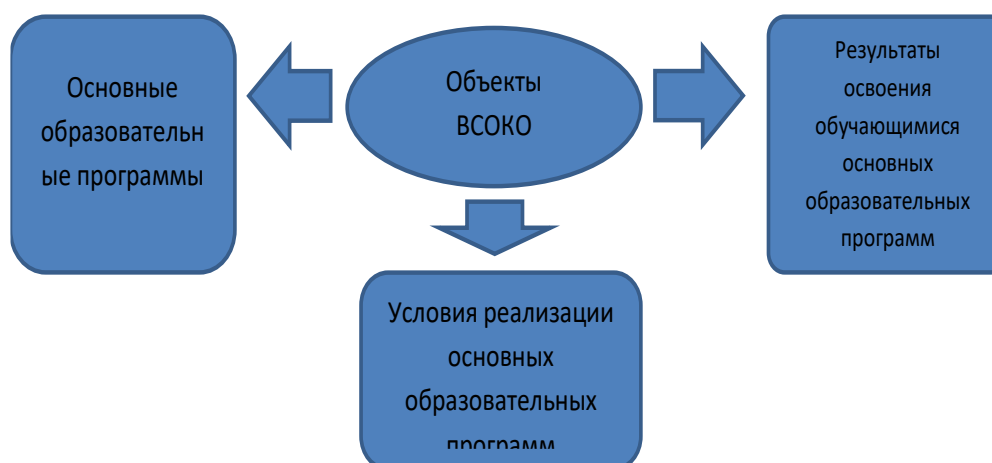 Объекты
ВСОКО
Основные
образовательн
ые программы
Результаты
освоения
обучающимися
основных
образовательных
программ
Условия реализации
основных
образовательных
программ